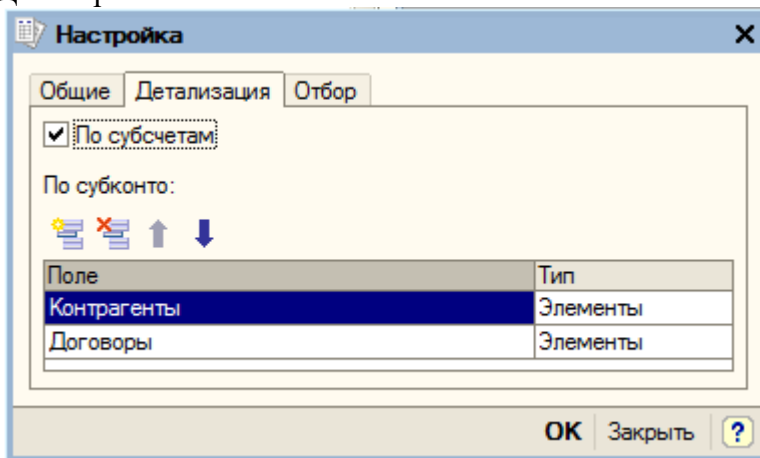 Настройка
Общие Детализация Отбор
По субсчетам
По субконто:
Поле Тип
Контрагенты Элементы
Договоры Элементы
OK Закрыть ?